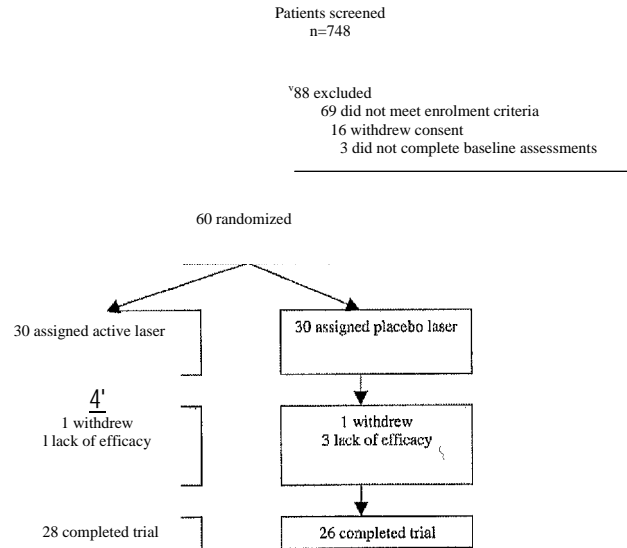 Patients screened
n=748
v88 excluded
69 did not meet enrolment criteria
16 withdrew consent
3 did not complete baseline assessments
60 randomized
30 assigned active laser
30 assigned placebo laser
4'
1 withdrew
l lack of efficacy
1 withdrew
3 lack of efficacy
28 completed trial
26 completed trial